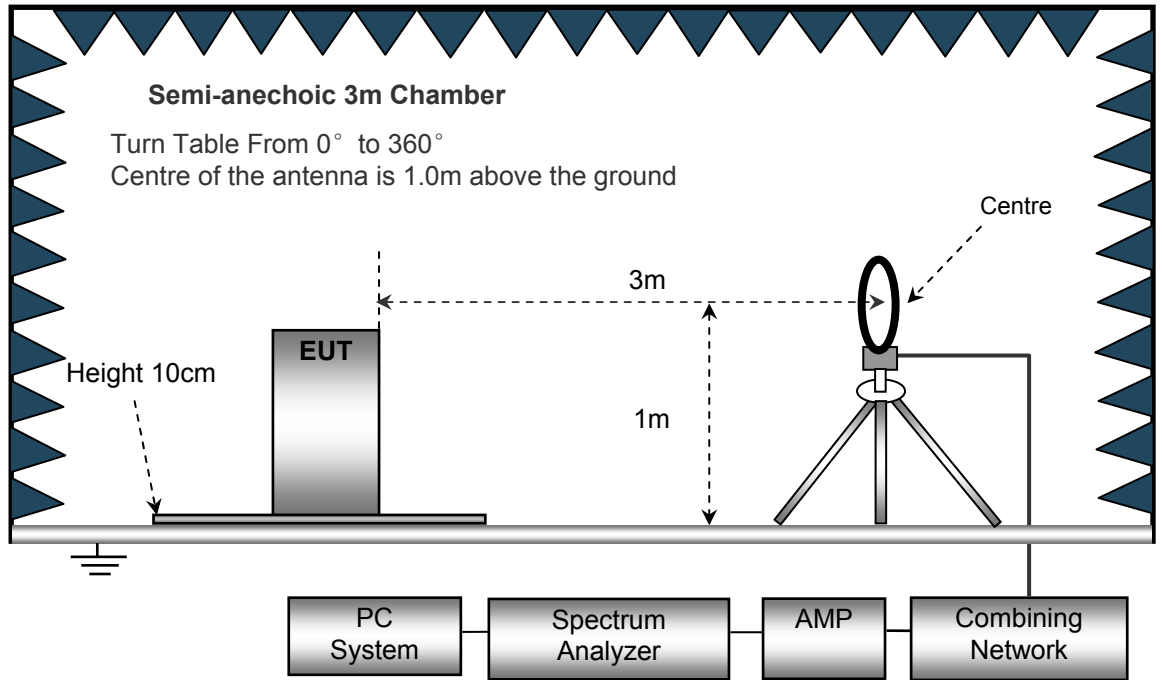 Semi-anechoic 3m Chamber
Turn Table From 0° to 360°
Centre of the antenna is 1.0m above the ground
Centre
3m
EUT
Height 10cm
1m
PC
System
Spectrum
Analyzer
AMP
Combining
Network